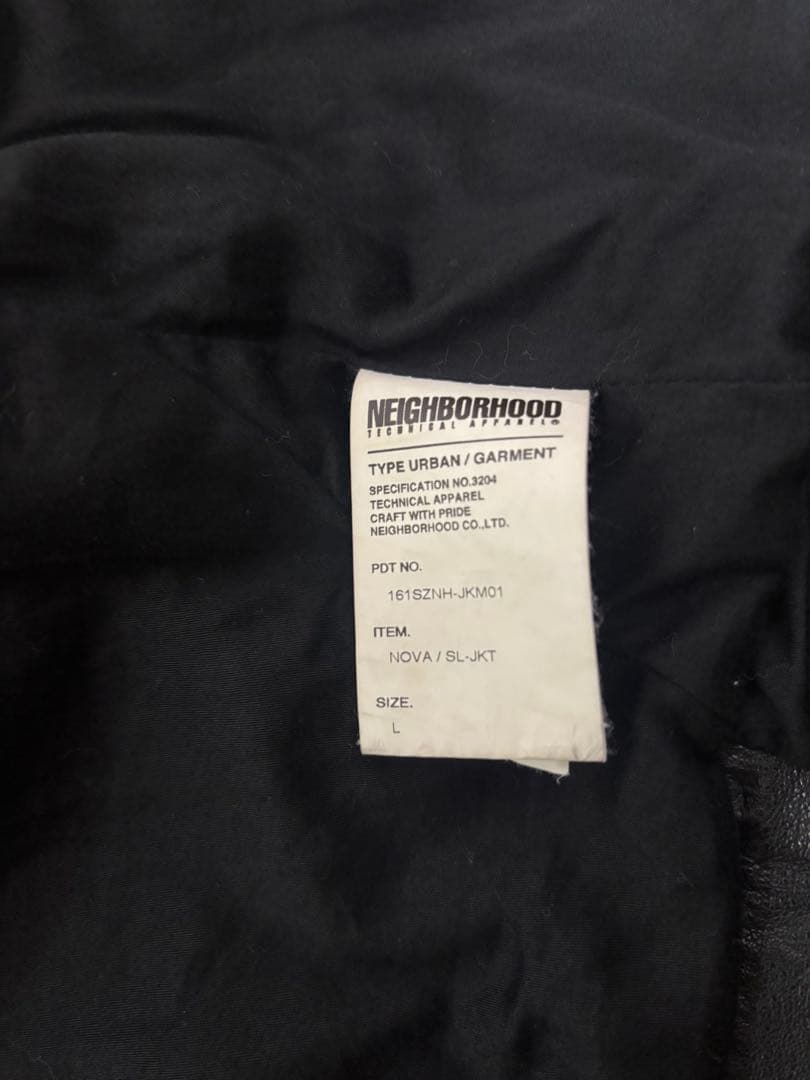 NEIGHBORHOOD
TECHNICAL APPAREL®
TYPE URBAN / GARMENT
SPECIFICATION NO.3204
TECHNICAL APPAREL
CRAFT WITH PRIDE
NEIGHBORHOOD CO.,LTD.
PDT NO.
161SZNH-JKM01
ITEM.
NOVA / SL-JKT
SIZE.
L